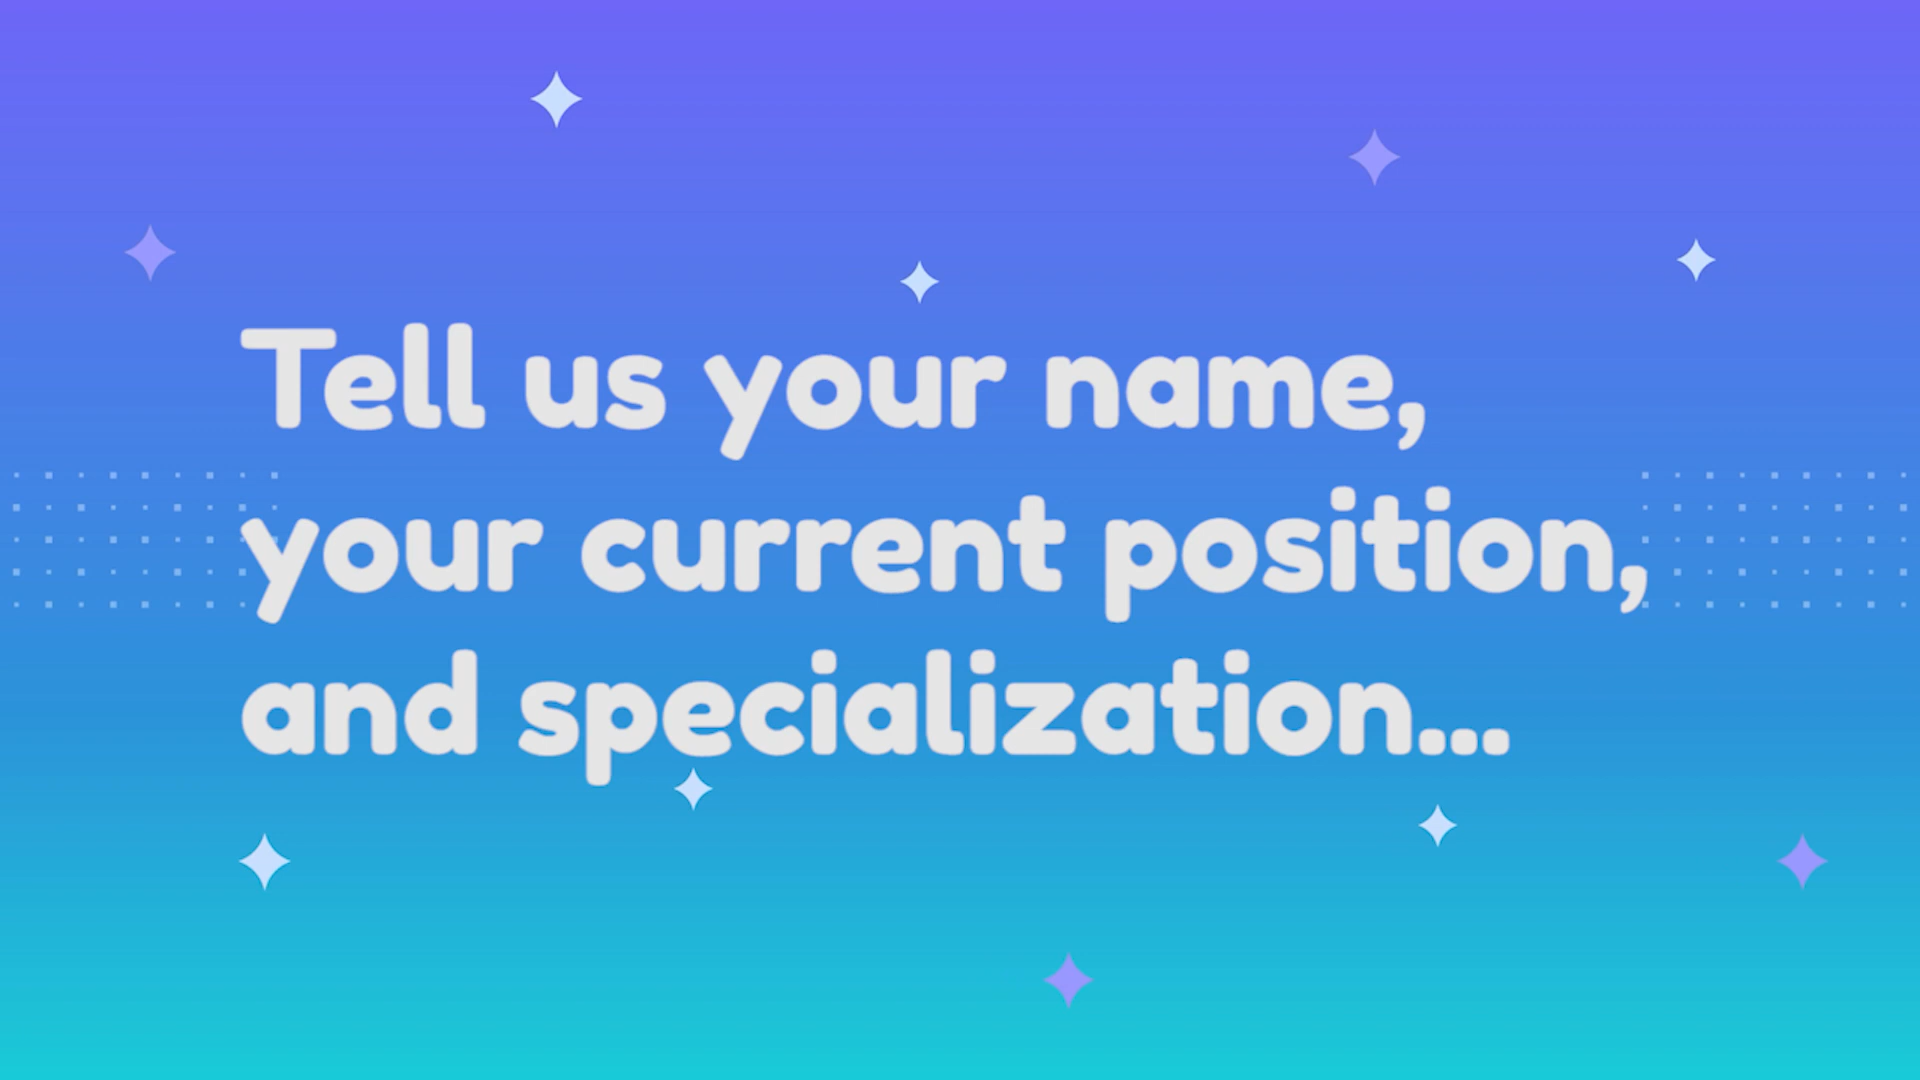 Tell us your name,
your current position,
and specialization...